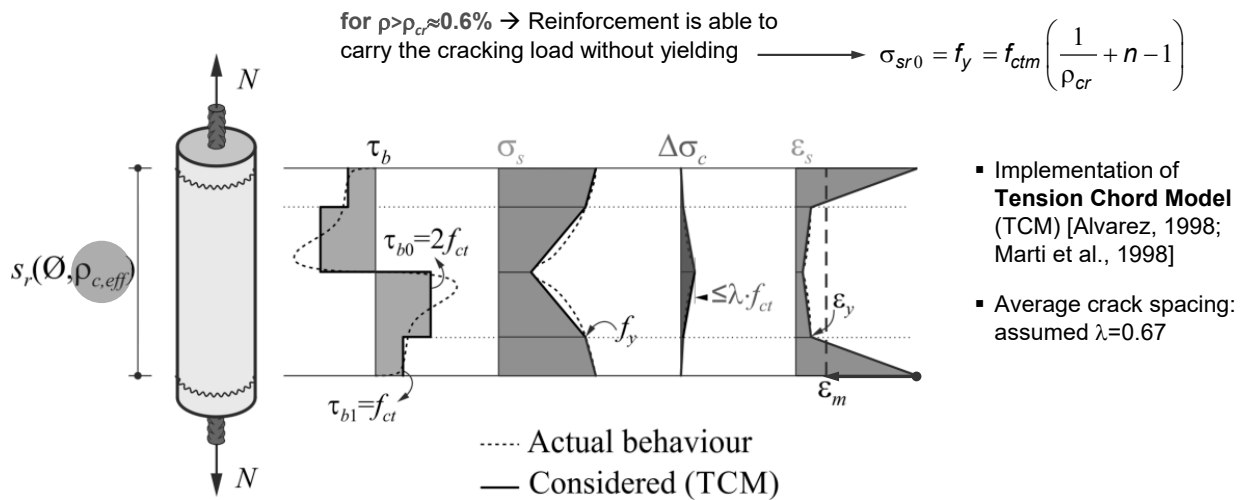 for ρ>ρcr≈0.6% → Reinforcement is able to
carry the cracking load without yielding
σsr0 = fy = fctm (1/ρcr + n − 1)
N
τb
σs
Δσc
εs
sr(Ø,ρc,eff)
τb0=2fct
≤λ·fct
εy
fy
τb1=fct
εm
N
Actual behaviour
Considered (TCM)
▪ Implementation of
Tension Chord Model
(TCM) [Alvarez, 1998;
Marti et al., 1998]
▪ Average crack spacing:
assumed λ=0.67